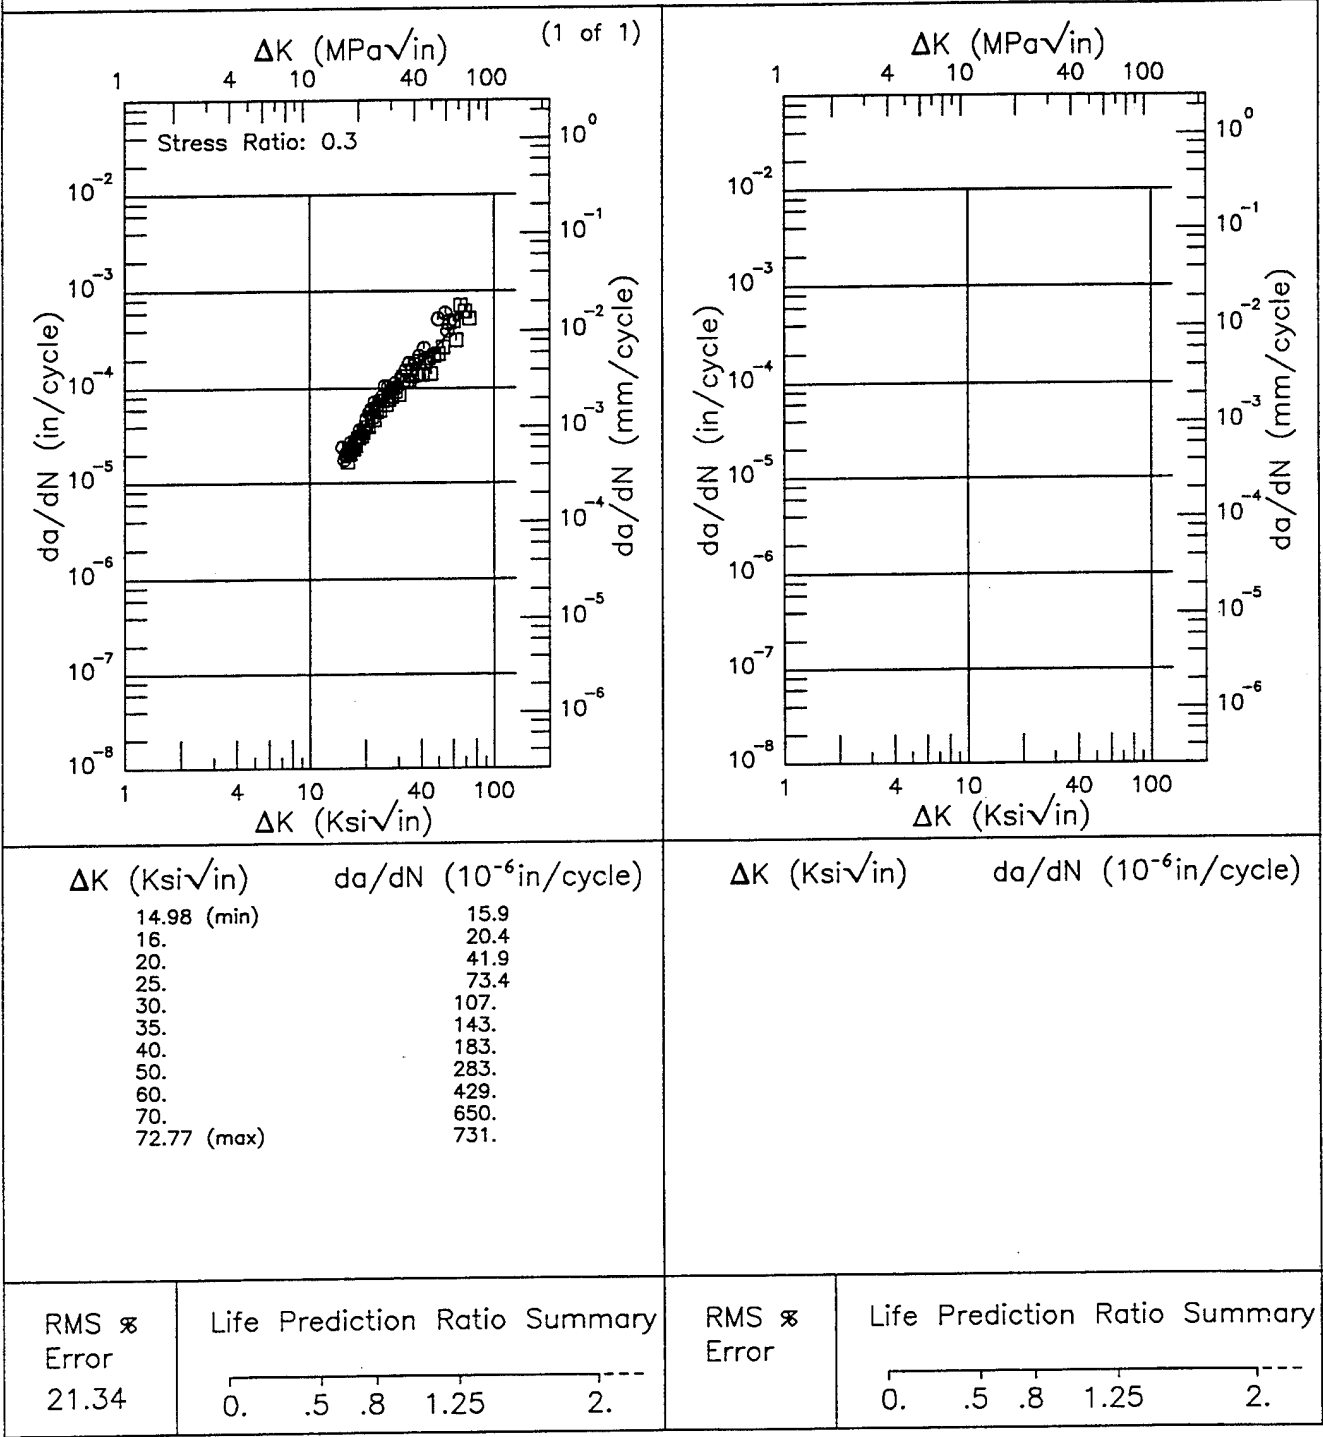 (1 of 1)
ΔK (MPa√in)
1 4 10 40 100
Stress Ratio: 0.3
10⁻² 10⁻³ 10⁻⁴ 10⁻⁵ 10⁻⁶ 10⁻⁷ 10⁻⁸
da/dN (in/cycle)
10⁰ 10⁻¹ 10⁻² 10⁻³ 10⁻⁴ 10⁻⁵ 10⁻⁶
da/dN (mm/cycle)
1 4 10 40 100
ΔK (Ksi√in)
ΔK (MPa√in)
1 4 10 40 100
10⁻² 10⁻³ 10⁻⁴ 10⁻⁵ 10⁻⁶ 10⁻⁷ 10⁻⁸
da/dN (in/cycle)
10⁰ 10⁻¹ 10⁻² 10⁻³ 10⁻⁴ 10⁻⁵ 10⁻⁶
da/dN (mm/cycle)
1 4 10 40 100
ΔK (Ksi√in)
ΔK (Ksi√in) da/dN (10⁻⁶in/cycle)
14.98 (min) 15.9
16. 20.4
20. 41.9
25. 73.4
30. 107.
35. 143.
40. 183.
50. 283.
60. 429.
70. 650.
72.77 (max) 731.
ΔK (Ksi√in) da/dN (10⁻⁶in/cycle)
RMS %
Error
21.34
Life Prediction Ratio Summary
0. .5 .8 1.25 2.
RMS %
Error
Life Prediction Ratio Summary
0. .5 .8 1.25 2.